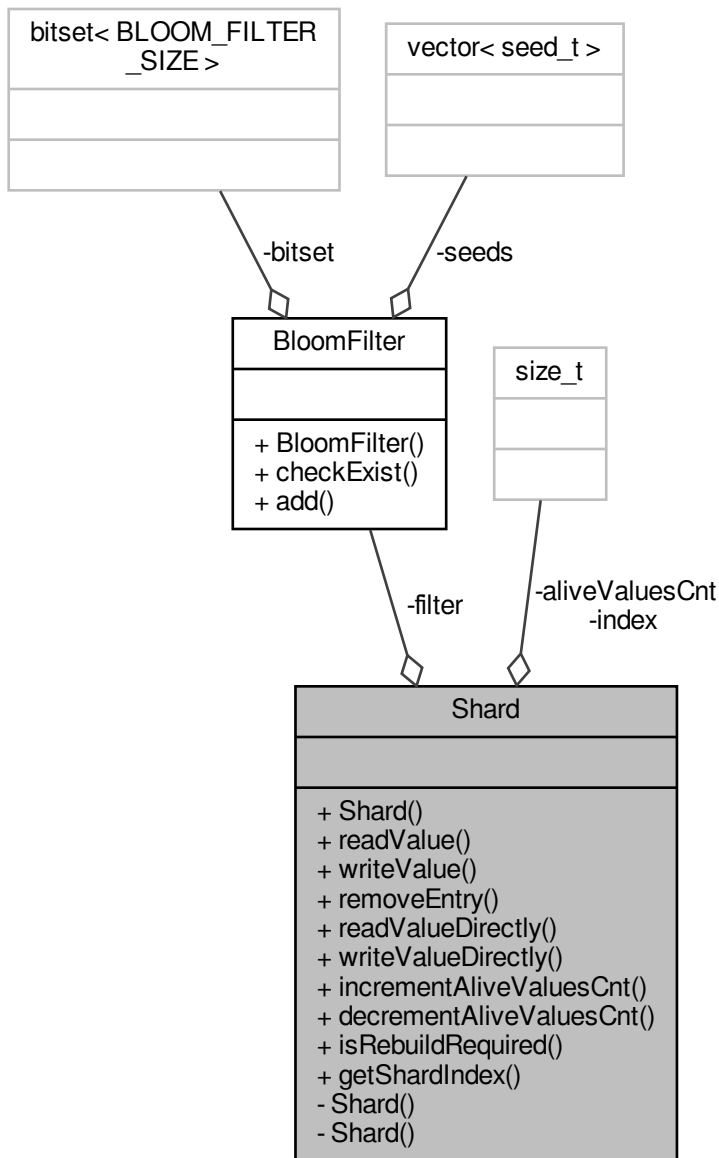 bitset< BLOOM_FILTER
_SIZE >
vector< seed_t >
-bitset
-seeds
BloomFilter
+ BloomFilter()
+ checkExist()
+ add()
size_t
-filter
-aliveValuesCnt
-index
Shard
+ Shard()
+ readValue()
+ writeValue()
+ removeEntry()
+ readValueDirectly()
+ writeValueDirectly()
+ incrementAliveValuesCnt()
+ decrementAliveValuesCnt()
+ isRebuildRequired()
+ getShardIndex()
- Shard()
- Shard()